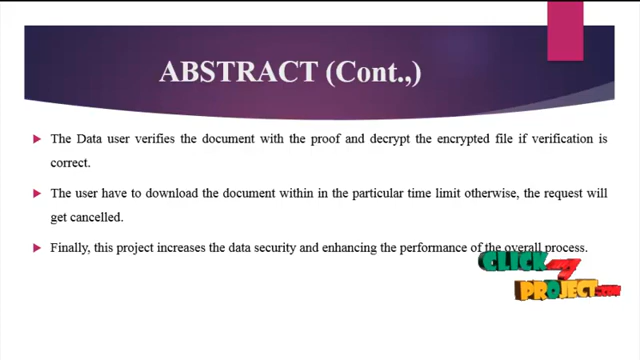 ABSTRACT (Cont.,)
The Data user verifies the document with the proof and decrypt the encrypted file if verification is
correct.
The user have to download the document within in the particular time limit otherwise, the request will
get cancelled.
Finally, this project increases the data security and enhancing the performance of the overall process.
CLICK
PROJECT.COM